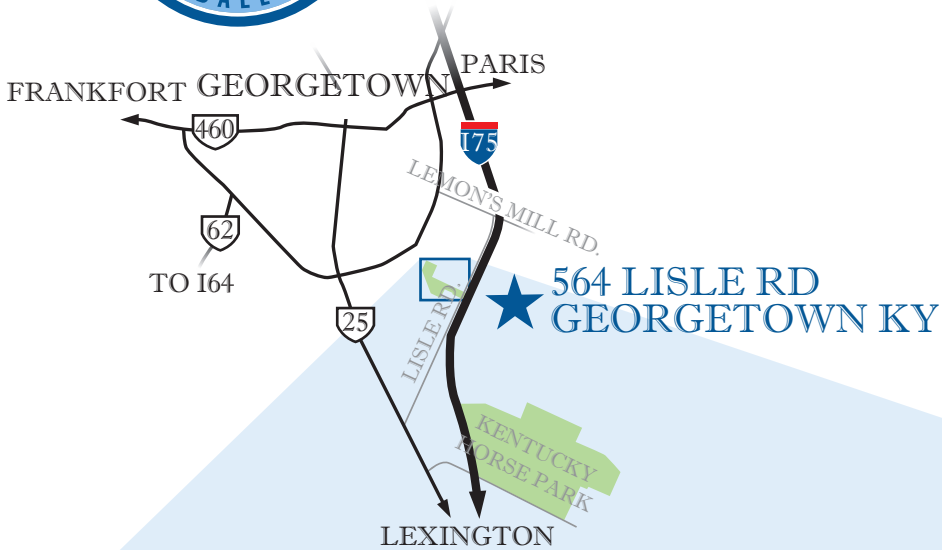 PARIS
FRANKFORT
GEORGETOWN
460
I75
LEMON'S MILL RD.
62
TO I64
564 LISLE RD
GEORGETOWN KY
25
LISLE RD.
KENTUCKY
HORSE PARK
LEXINGTON